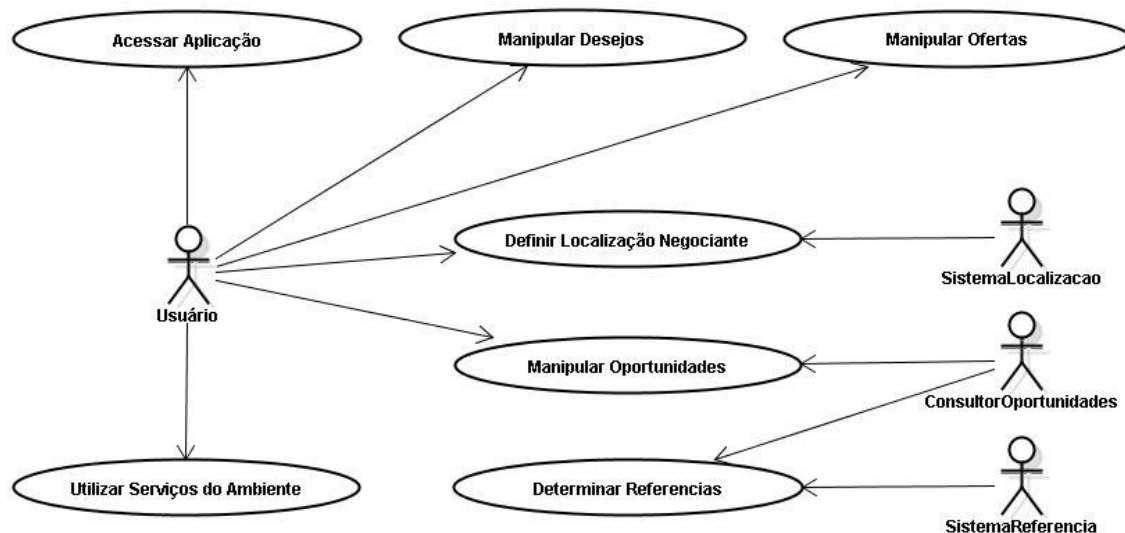 Acessar Aplicação
Manipular Desejos
Manipular Ofertas
Definir Localização Negociante
SistemaLocalizacao
Usuário
Manipular Oportunidades
ConsultorOportunidades
Utilizar Serviços do Ambiente
Determinar Referencias
SistemaReferencia